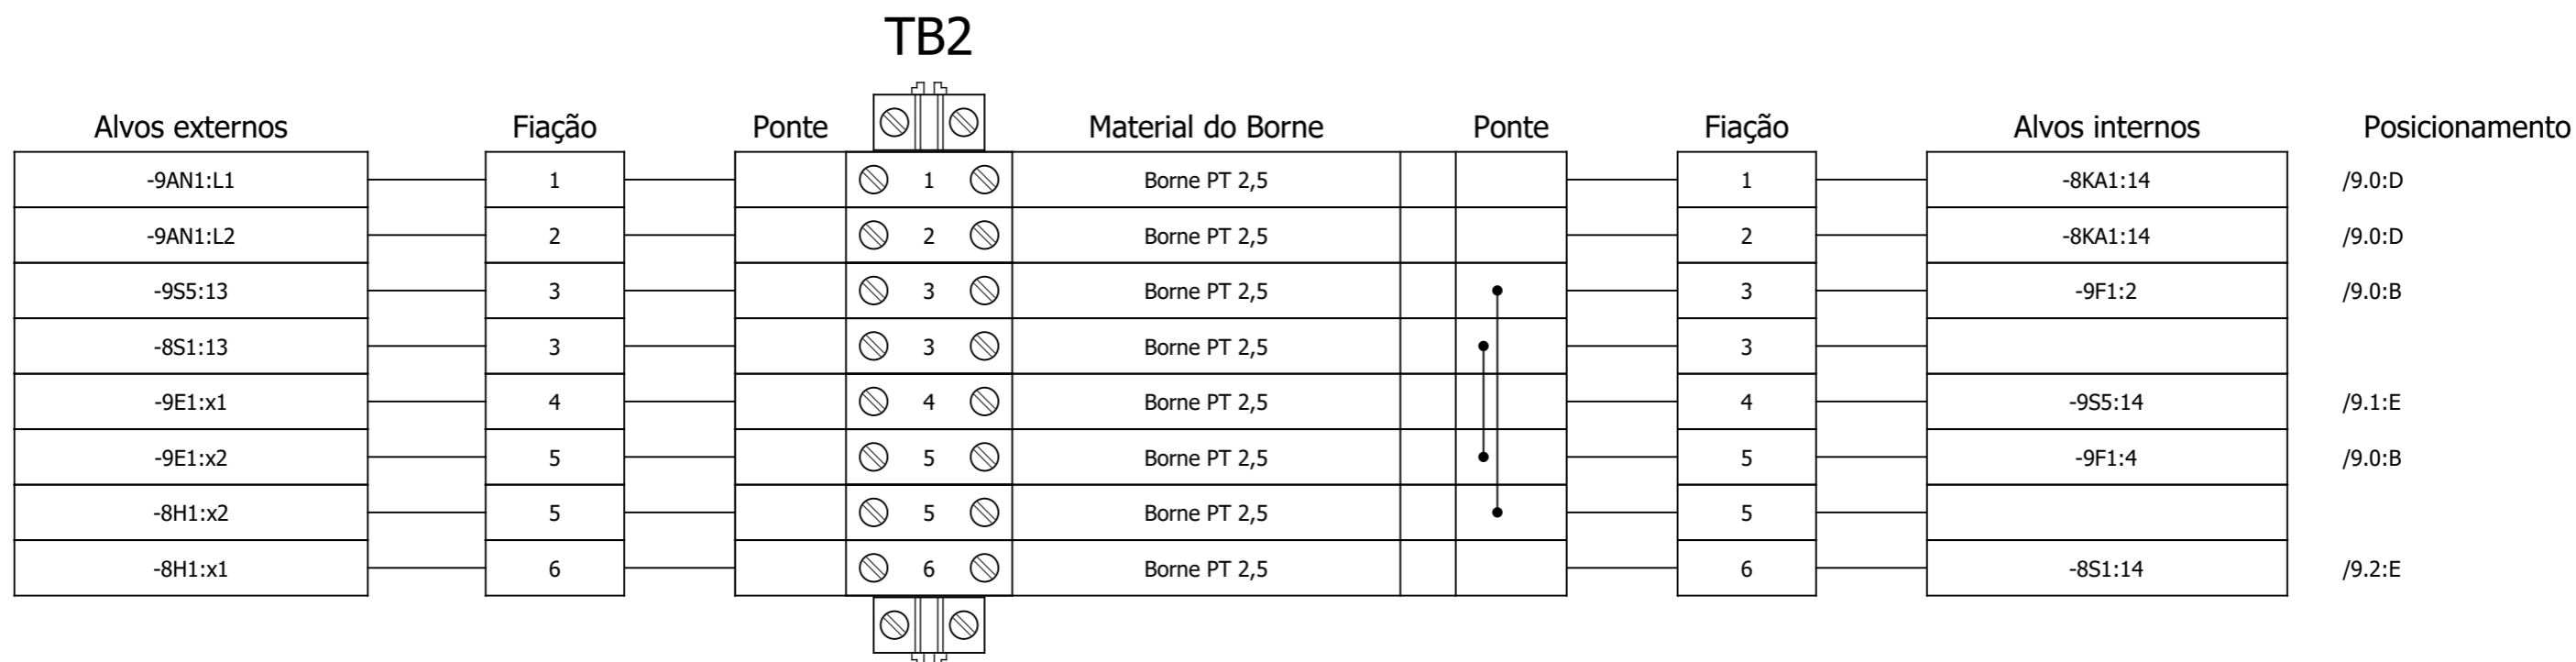 TB2
Alvos externos Fiação Ponte Material do Borne Ponte Fiação Alvos internos Posicionamento
-9AN1:L1 1 1 Borne PT 2,5 1 -8KA1:14 /9.0:D
-9AN1:L2 2 2 Borne PT 2,5 2 -8KA1:14 /9.0:D
-9S5:13 3 3 Borne PT 2,5 3 -9F1:2 /9.0:B
-8S1:13 3 3 Borne PT 2,5 3
-9E1:x1 4 4 Borne PT 2,5 4 -9S5:14 /9.1:E
-9E1:x2 5 5 Borne PT 2,5 5 -9F1:4 /9.0:B
-8H1:x2 5 5 Borne PT 2,5 5
-8H1:x1 6 6 Borne PT 2,5 6 -8S1:14 /9.2:E